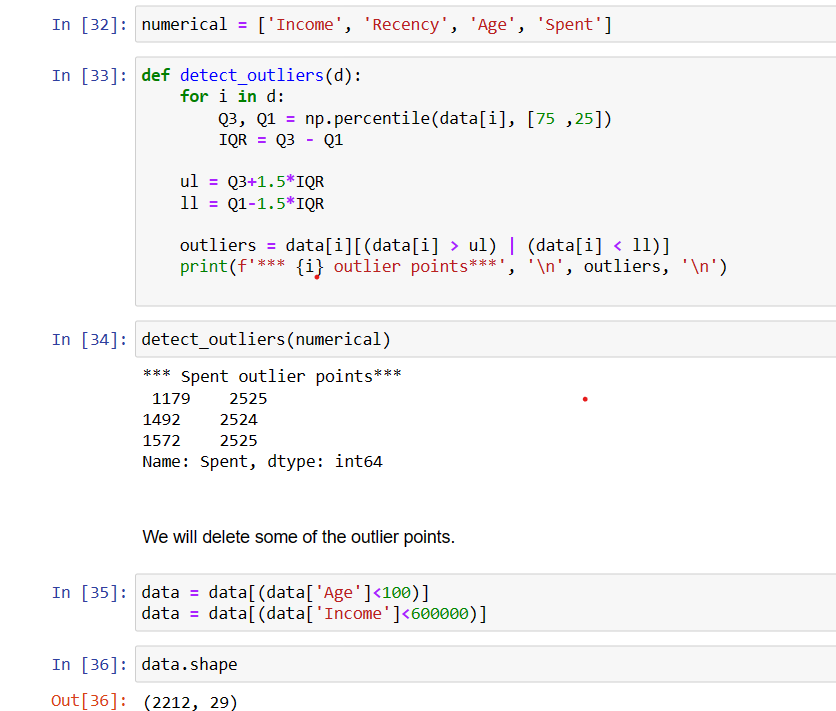 In [32]: numerical = ['Income', 'Recency', 'Age', 'Spent']
In [33]: def detect_outliers(d):
    for i in d:
        Q3, Q1 = np.percentile(data[i], [75 ,25])
        IQR = Q3 - Q1
    ul = Q3+1.5*IQR
    ll = Q1-1.5*IQR
    outliers = data[i][(data[i] > ul) | (data[i] < ll)]
    print(f'*** {i} outlier points***', '\n', outliers, '\n')
In [34]: detect_outliers(numerical)
*** Spent outlier points***
 1179    2525
1492    2524
1572    2525
Name: Spent, dtype: int64
We will delete some of the outlier points.
In [35]: data = data[(data['Age']<100)]
data = data[(data['Income']<600000)]
In [36]: data.shape
Out[36]: (2212, 29)